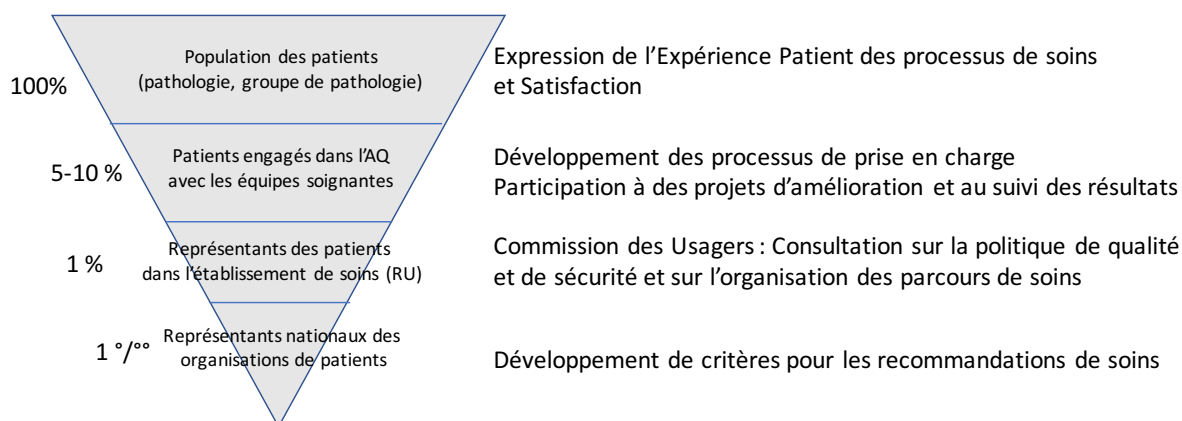 Population des patients
(pathologie, groupe de pathologie)
100%
Expression de l’Expérience Patient des processus de soins
et Satisfaction
Patients engagés dans l’AQ
avec les équipes soignantes
5-10 %
Développement des processus de prise en charge
Participation à des projets d’amélioration et au suivi des résultats
Représentants des patients
dans l’établissement de soins (RU)
1 %
Commission des Usagers : Consultation sur la politique de qualité
et de sécurité et sur l’organisation des parcours de soins
Représentants nationaux des
organisations de patients
1 °/°°
Développement de critères pour les recommandations de soins